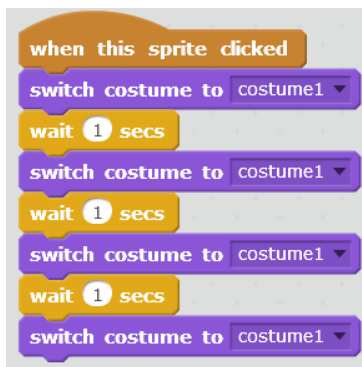 when this sprite clicked
switch costume to costume1
wait 1 secs
switch costume to costume1
wait 1 secs
switch costume to costume1
wait 1 secs
switch costume to costume1